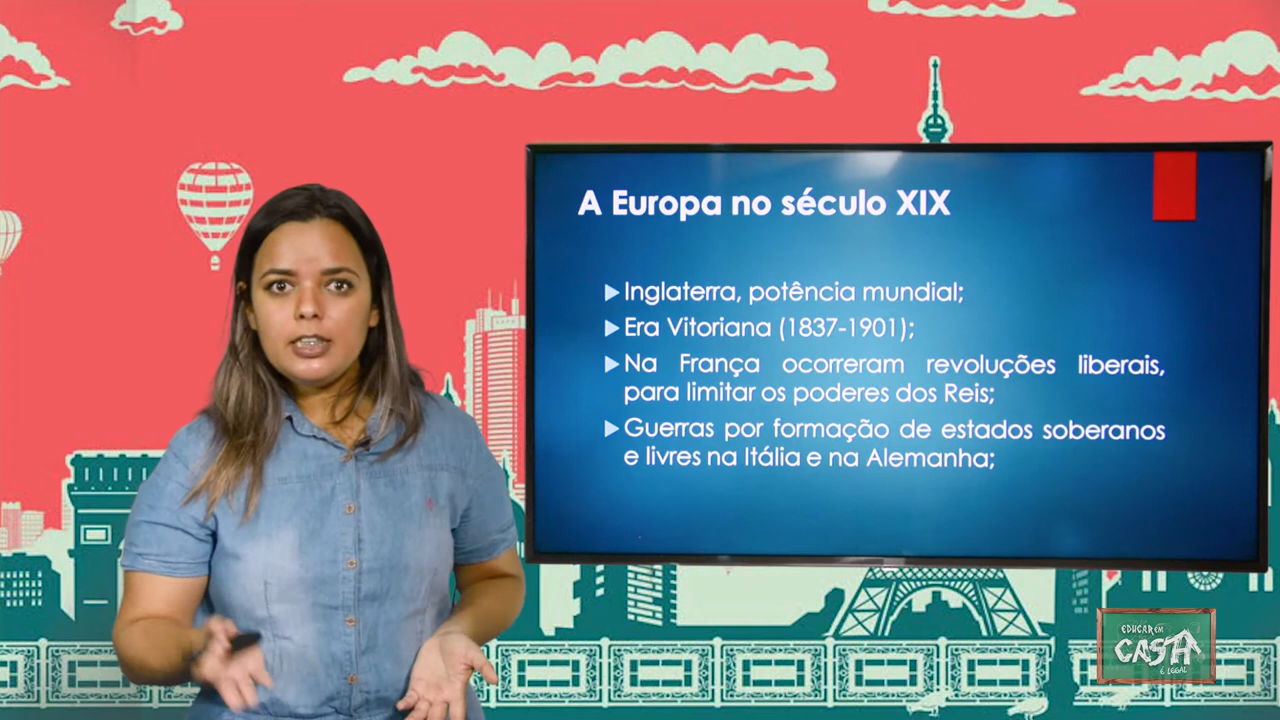 A Europa no século XIX
Inglaterra, potência mundial;
Era Vitoriana (1837-1901);
Na França ocorreram revoluções liberais,
para limitar os poderes dos Reis;
Guerras por formação de estados soberanos
e livres na Itália e na Alemanha;
EDUCAR EM
CASA
É LEGAL